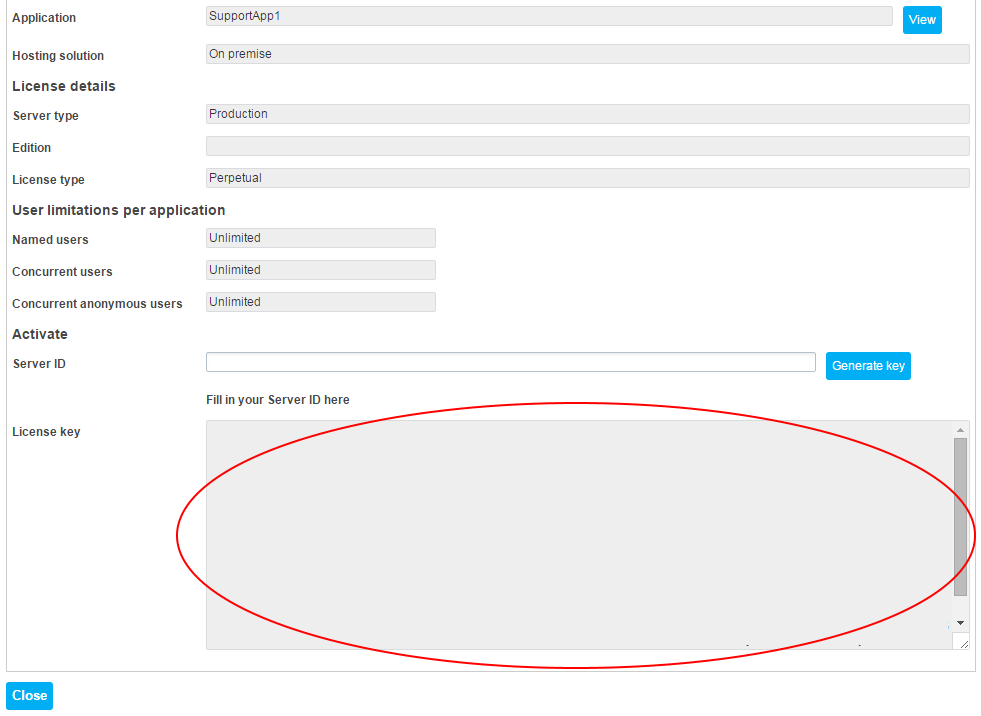 Application SupportApp1 View
Hosting solution On premise
License details
Server type Production
Edition
License type Perpetual
User limitations per application
Named users Unlimited
Concurrent users Unlimited
Concurrent anonymous users Unlimited
Activate
Server ID Generate key
Fill in your Server ID here
License key
Close